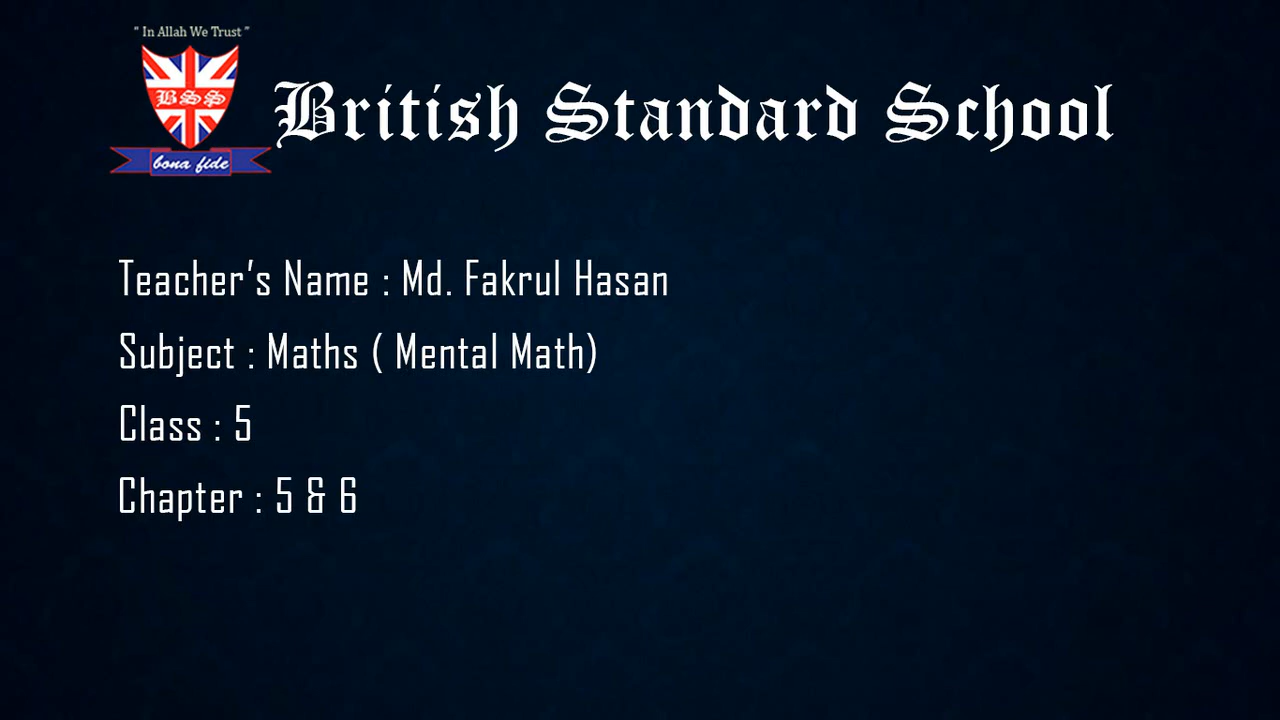 " In Allah We Trust "
BSS
bona fide
British Standard School
Teacher’s Name : Md. Fakrul Hasan
Subject : Maths ( Mental Math)
Class : 5
Chapter : 5 & 6